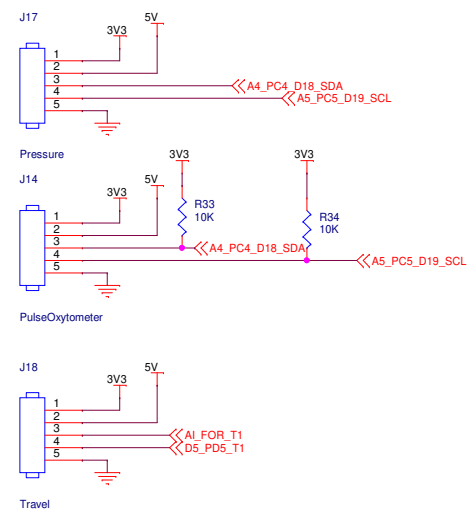 J17
3V3
5V
1
2
3
4
5
A4_PC4_D18_SDA
A5_PC5_D19_SCL
Pressure
J14
3V3
5V
3V3
3V3
R33
10K
R34
10K
1
2
3
4
5
A4_PC4_D18_SDA
A5_PC5_D19_SCL
PulseOxytometer
J18
3V3
5V
1
2
3
4
5
AI_FOR_T1
D5_PD5_T1
Travel